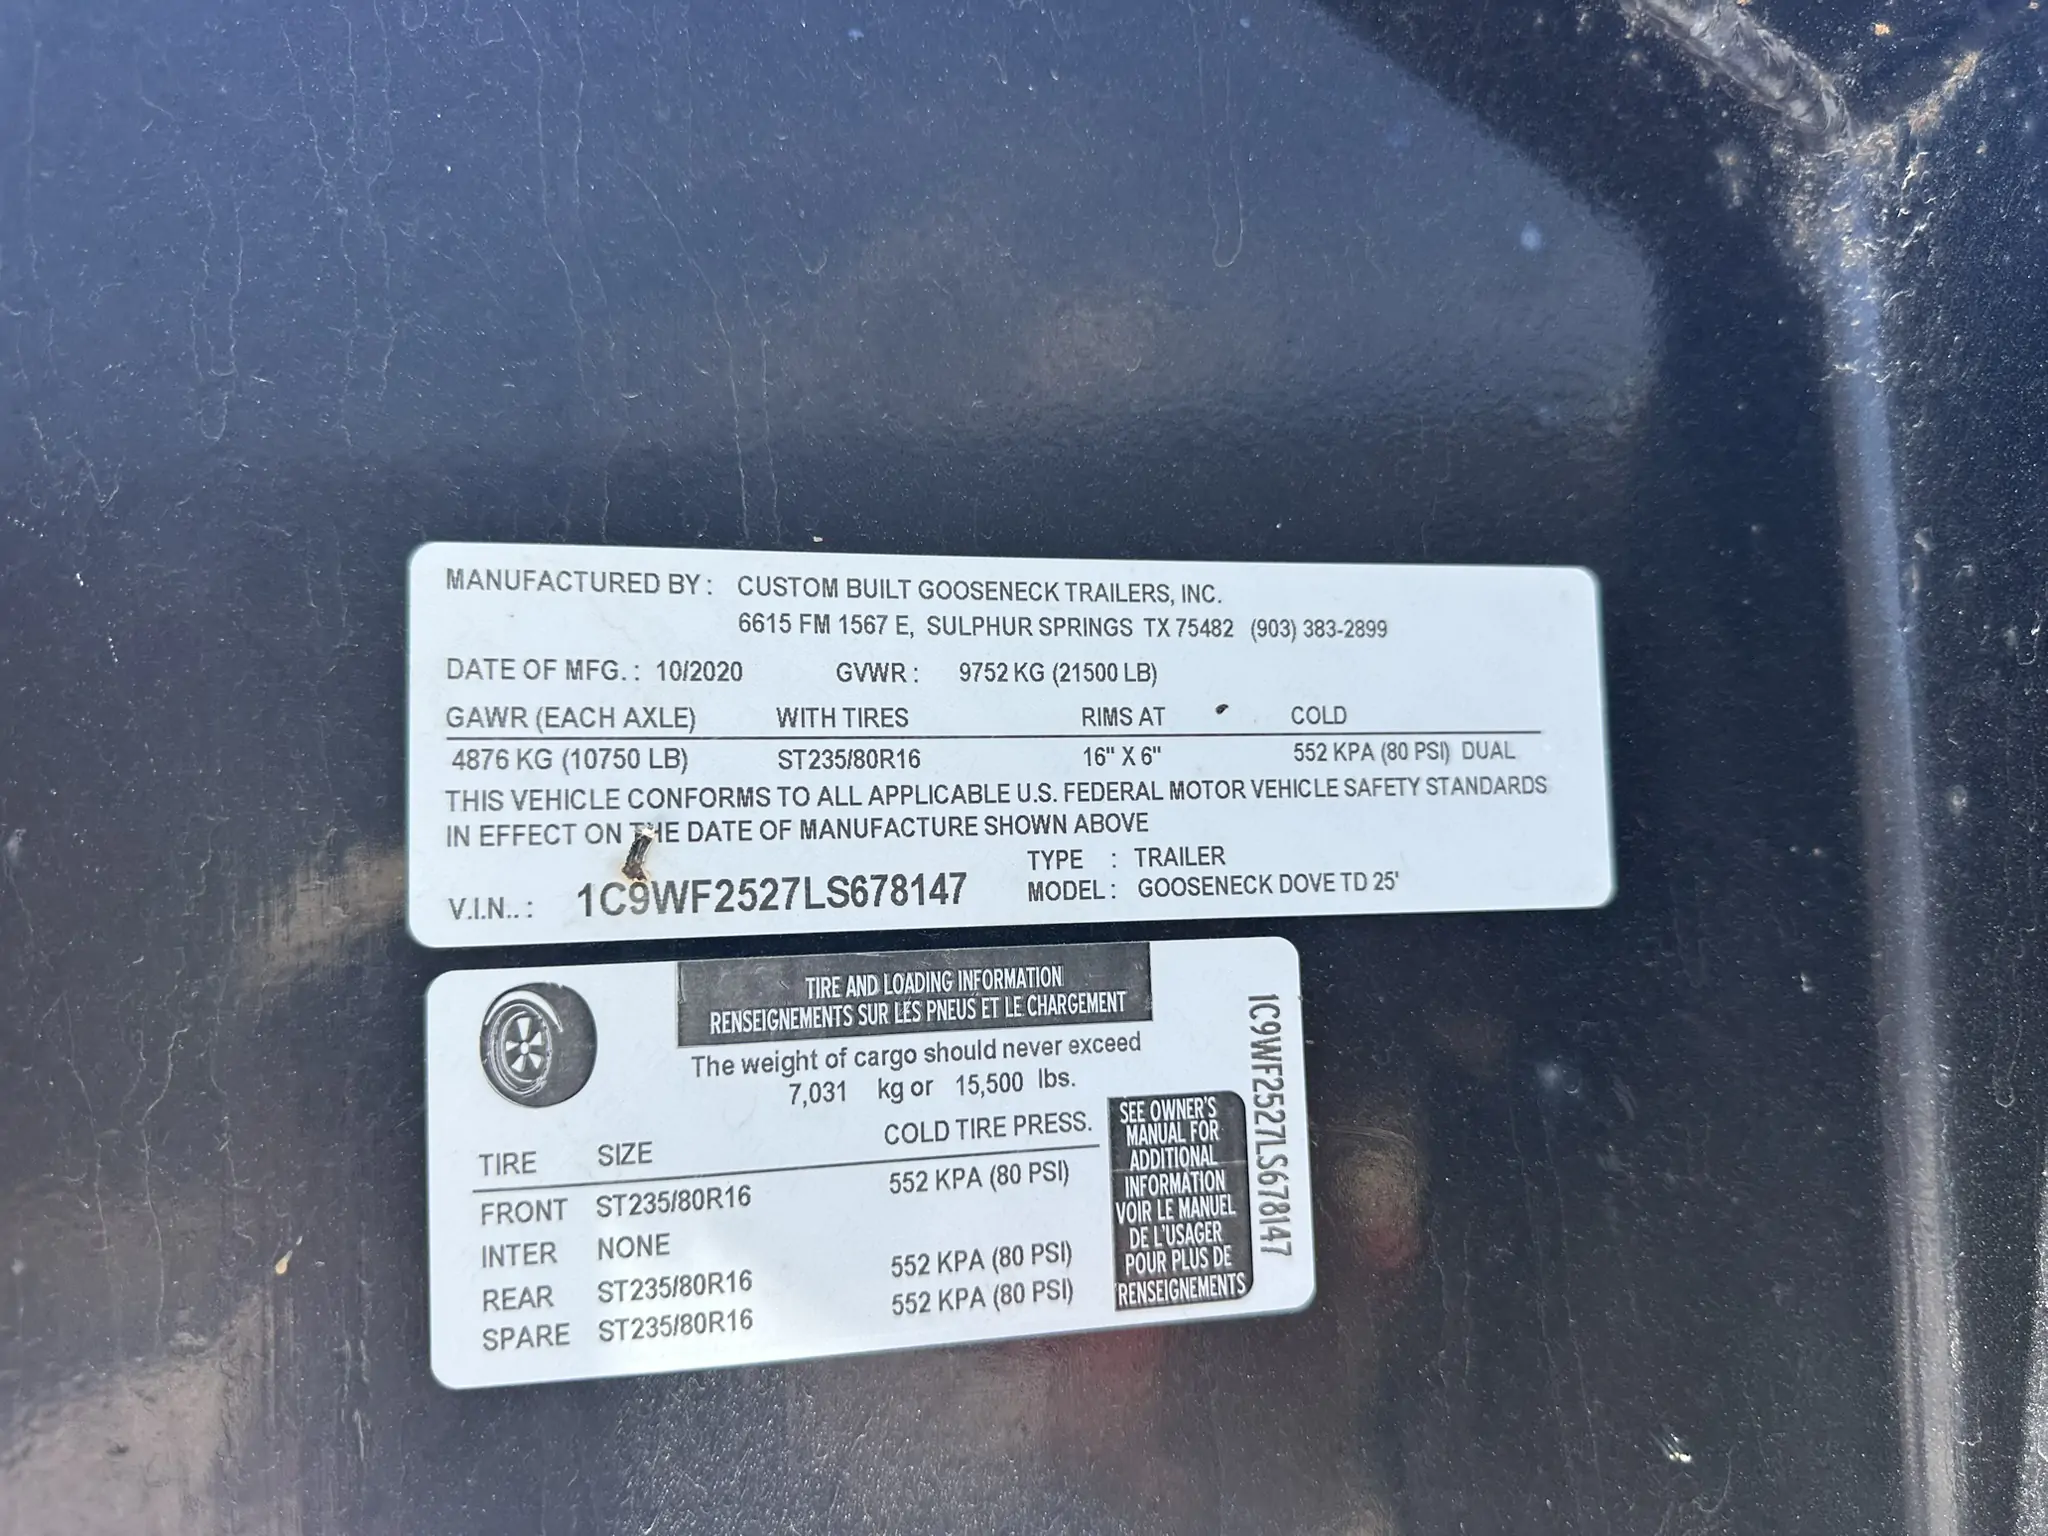 MANUFACTURED BY: CUSTOM BUILT GOOSENECK TRAILERS, INC.
6615 FM 1567 E, SULPHUR SPRINGS TX 75482 (903) 383-2899
DATE OF MFG.: 10/2020 GVWR: 9752 KG (21500 LB)
GAWR (EACH AXLE) WITH TIRES RIMS AT COLD
4876 KG (10750 LB) ST235/80R16 16" X 6" 552 KPA (80 PSI) DUAL
THIS VEHICLE CONFORMS TO ALL APPLICABLE U.S. FEDERAL MOTOR VEHICLE SAFETY STANDARDS
IN EFFECT ON THE DATE OF MANUFACTURE SHOWN ABOVE
TYPE : TRAILER
V.I.N..: 1C9WF2527LS678147 MODEL: GOOSENECK DOVE TD 25'
TIRE AND LOADING INFORMATION
RENSEIGNEMENTS SUR LES PNEUS ET LE CHARGEMENT
The weight of cargo should never exceed
7,031 kg or 15,500 lbs.
TIRE SIZE COLD TIRE PRESS.
FRONT ST235/80R16 552 KPA (80 PSI)
INTER NONE
REAR ST235/80R16 552 KPA (80 PSI)
SPARE ST235/80R16 552 KPA (80 PSI)
SEE OWNER'S
MANUAL FOR
ADDITIONAL
INFORMATION
VOIR LE MANUEL
DE L'USAGER
POUR PLUS DE
RENSEIGNEMENTS
1C9WF2527LS678147